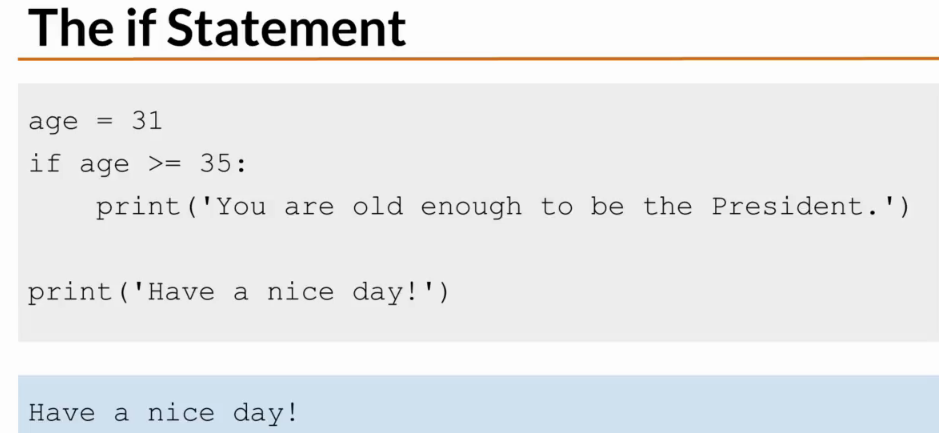 The if Statement
age = 31
if age >= 35:
    print('You are old enough to be the President.')
print('Have a nice day!')
Have a nice day!